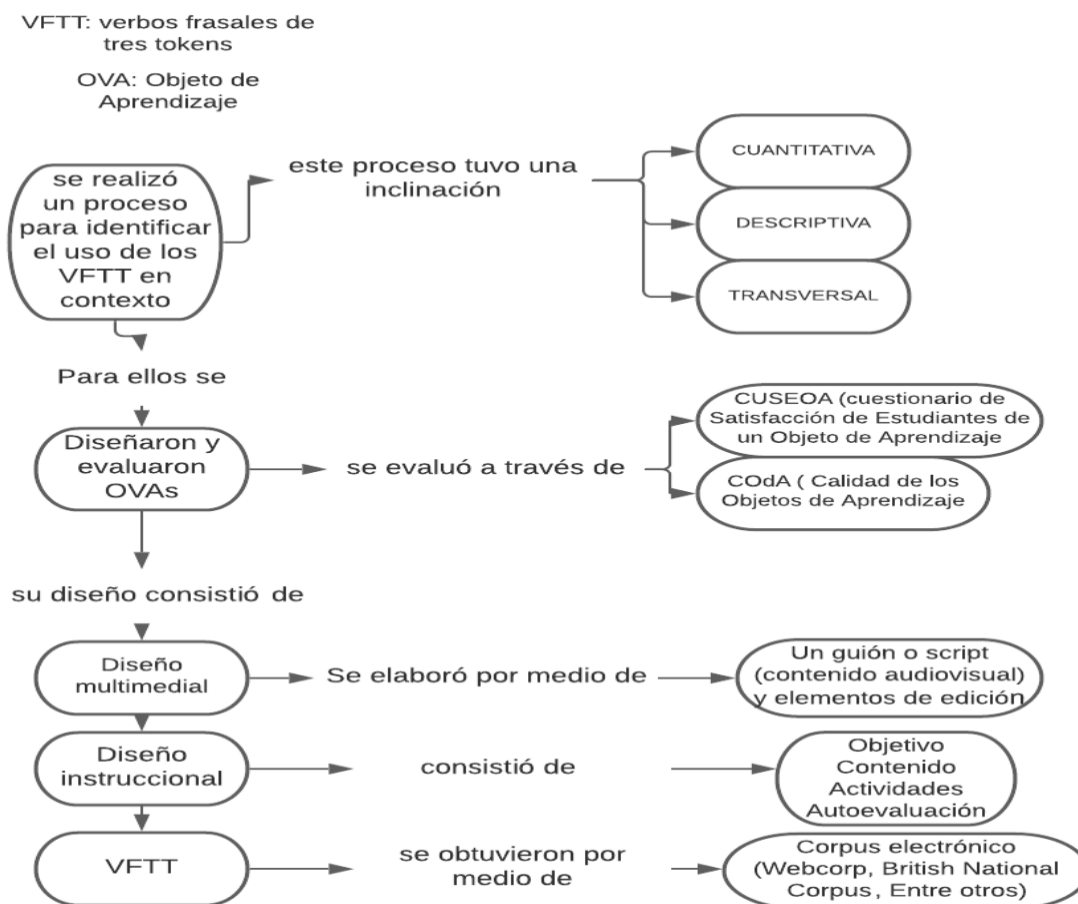 VFTT: verbos frasales de
tres tokens
OVA: Objeto de
Aprendizaje
se realizó
un proceso
para identificar
el uso de los
VFTT en
contexto
este proceso tuvo una
inclinación
CUANTITATIVA
DESCRIPTIVA
TRANSVERSAL
Para ellos se
Diseñaron y
evaluaron
OVAs
se evaluó a través de
CUSEOA (cuestionario de
Satisfacción de Estudiantes de
un Objeto de Aprendizaje
COdA ( Calidad de los
Objetos de Aprendizaje
su diseño consistió de
Diseño
multimedial
Se elaboró por medio de
Un guión o script
(contenido audiovisual)
y elementos de edición
Diseño
instruccional
consistió de
Objetivo
Contenido
Actividades
Autoevaluación
VFTT
se obtuvieron por
medio de
Corpus electrónico
(Webcorp, British National
Corpus, Entre otros)